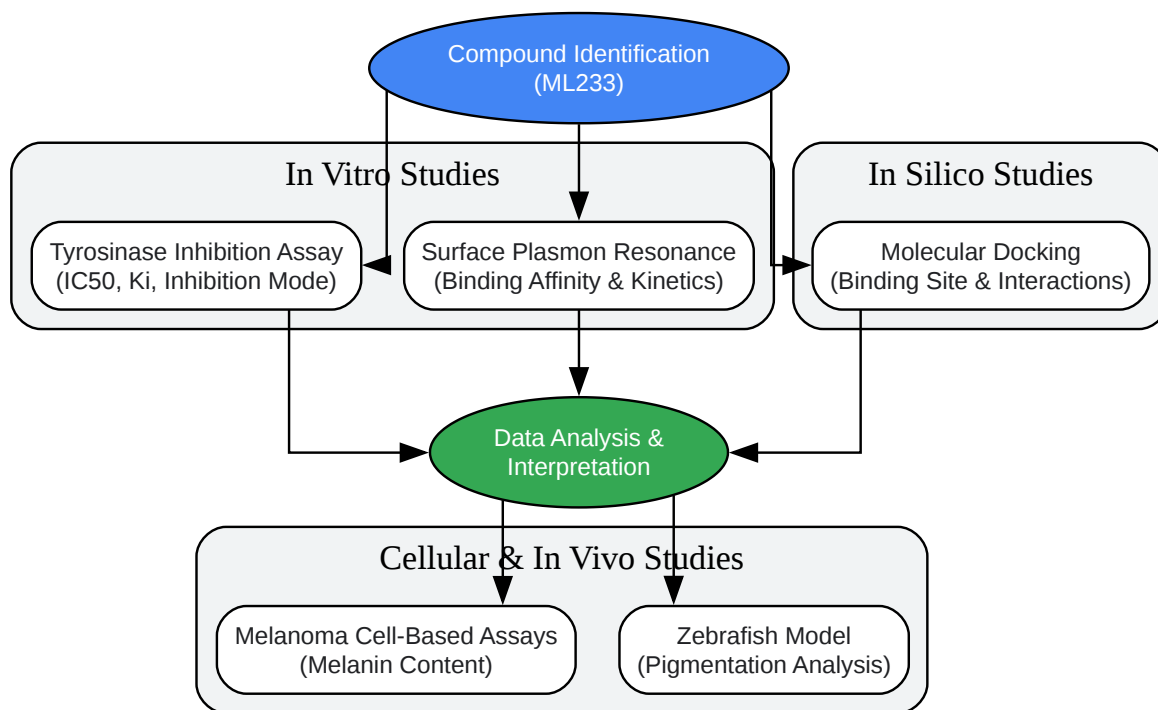 Compound Identification
(ML233)
In Vitro Studies
In Silico Studies
Tyrosinase Inhibition Assay
(IC50, Ki, Inhibition Mode)
Surface Plasmon Resonance
(Binding Affinity & Kinetics)
Molecular Docking
(Binding Site & Interactions)
Data Analysis &
Interpretation
Cellular & In Vivo Studies
Melanoma Cell-Based Assays
(Melanin Content)
Zebrafish Model
(Pigmentation Analysis)